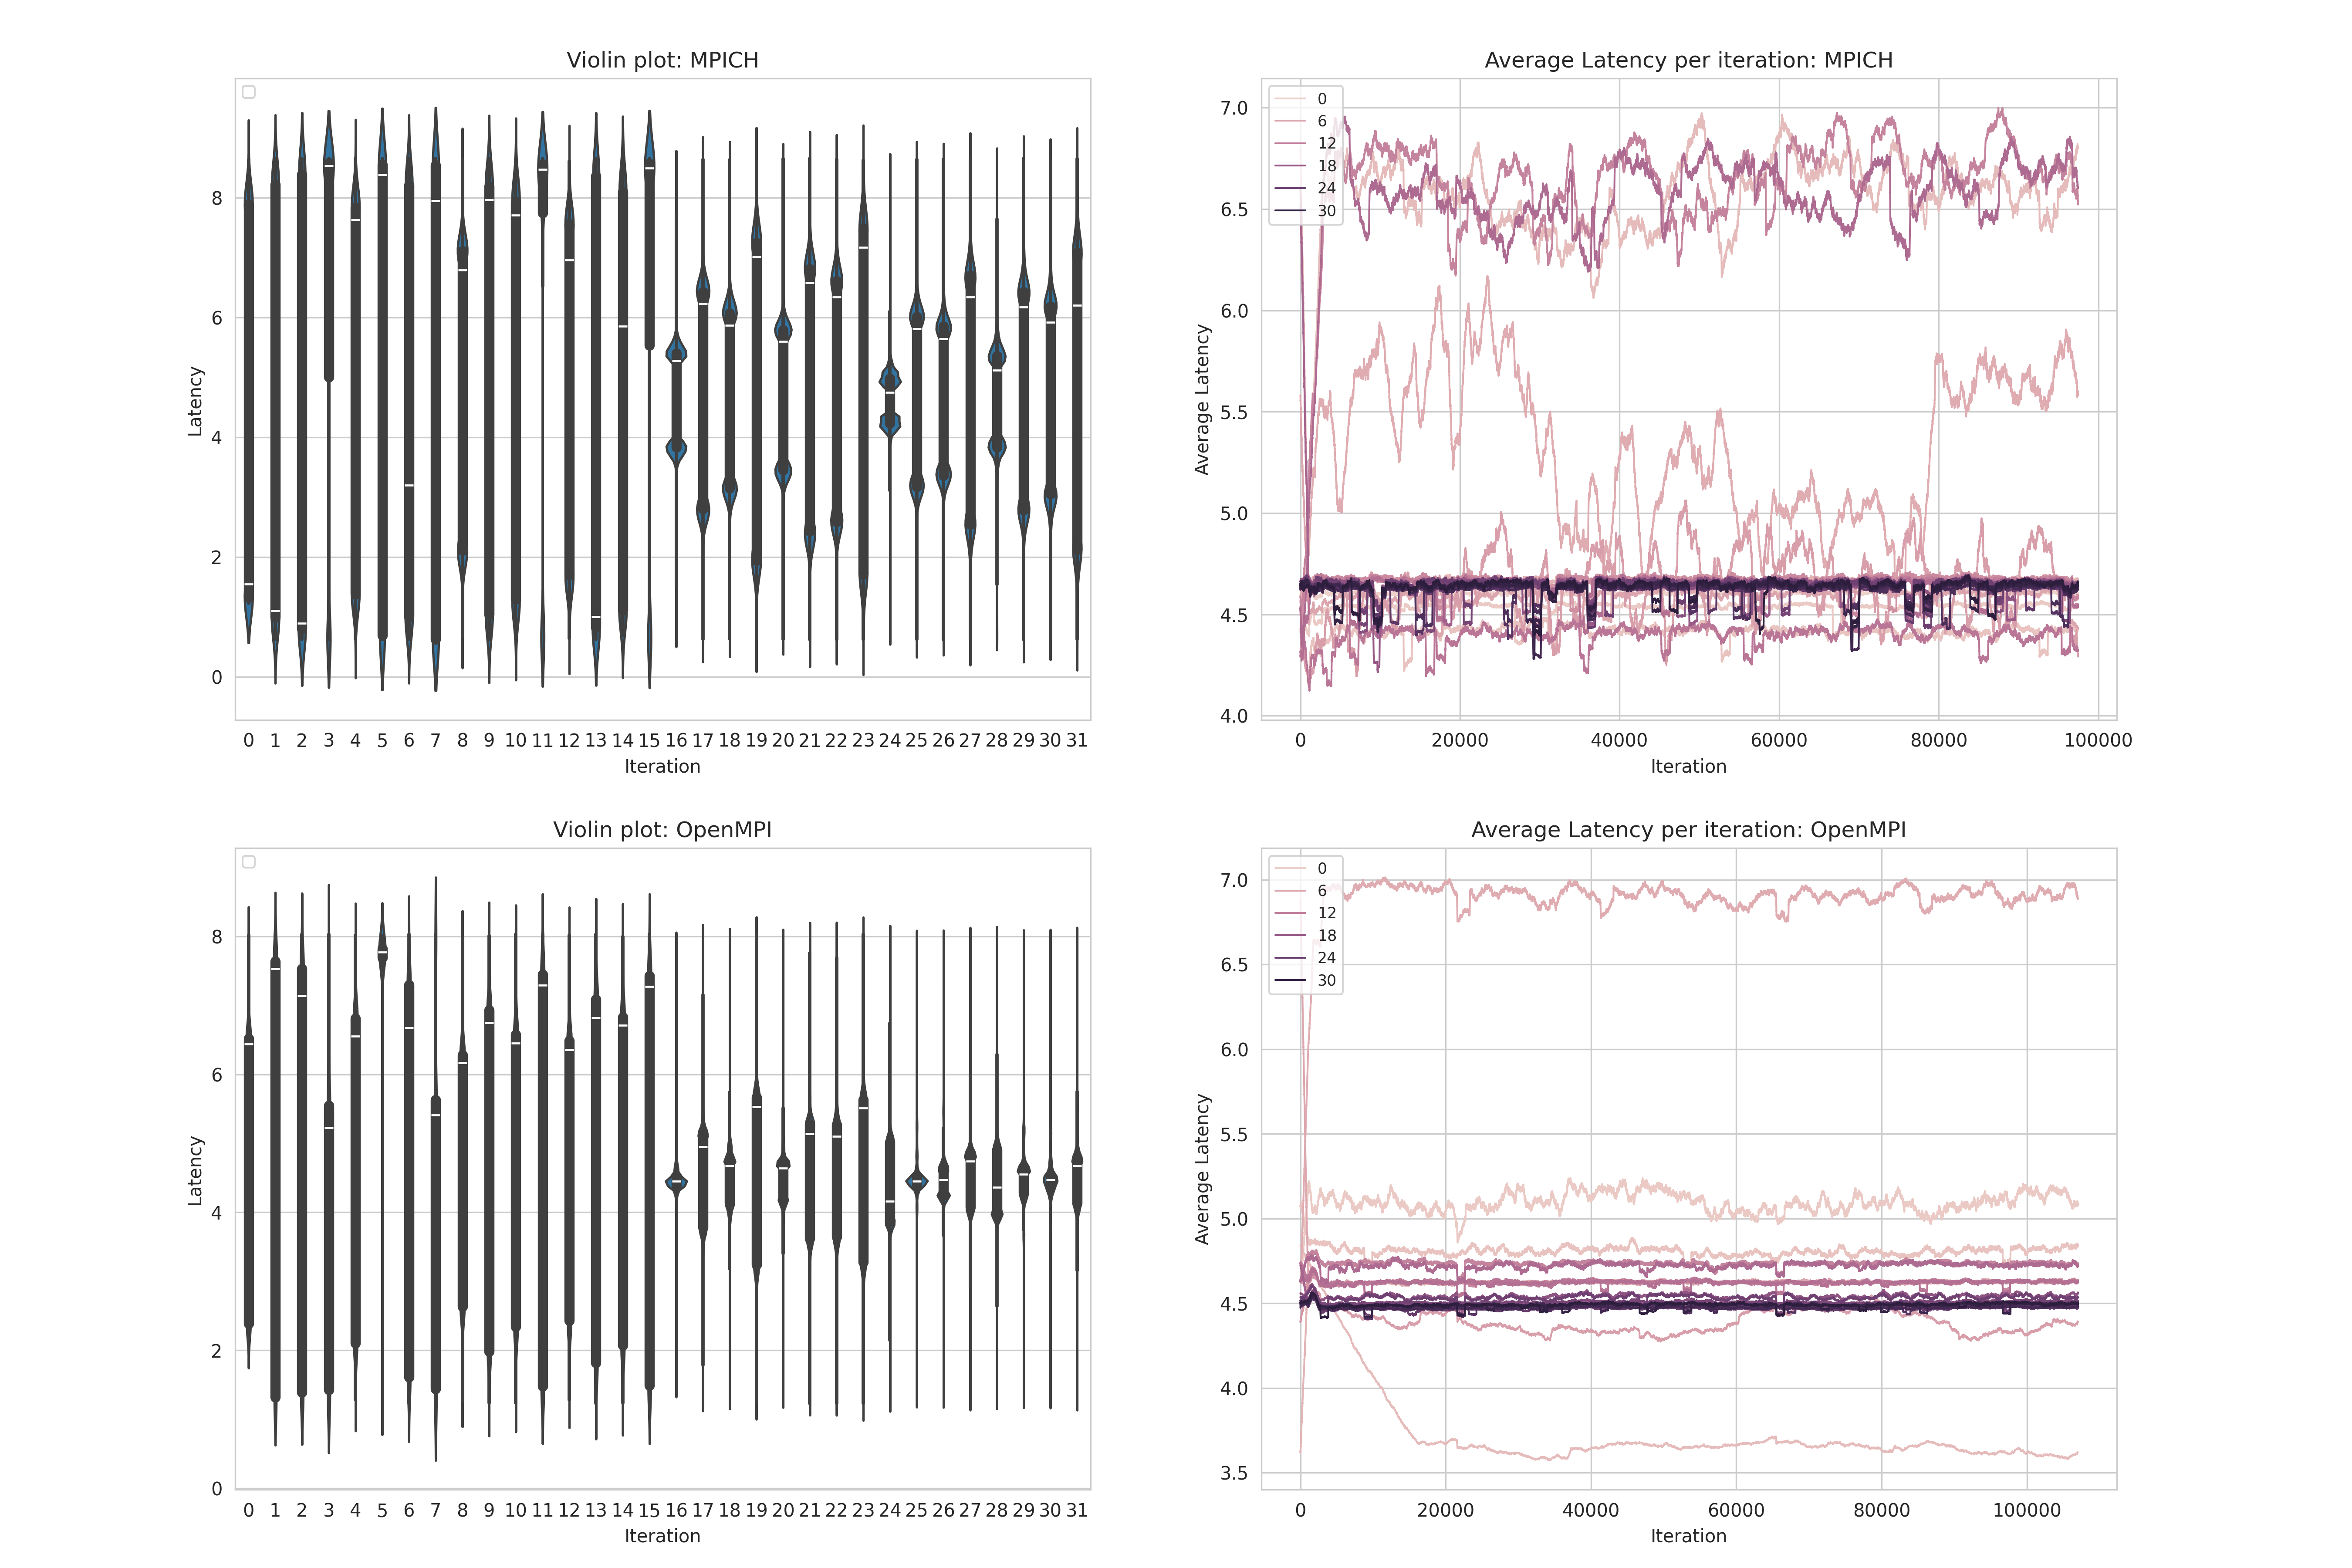 Violin plot: MPICH
Latency
8
6
4
2
0
0 1 2 3 4 5 6 7 8 9 10 11 12 13 14 15 16 17 18 19 20 21 22 23 24 25 26 27 28 29 30 31
Iteration
Average Latency per iteration: MPICH
0
6
12
18
24
30
Average Latency
7.0
6.5
6.0
5.5
5.0
4.5
4.0
0 20000 40000 60000 80000 100000
Iteration
Violin plot: OpenMPI
Latency
8
6
4
2
0
0 1 2 3 4 5 6 7 8 9 10 11 12 13 14 15 16 17 18 19 20 21 22 23 24 25 26 27 28 29 30 31
Iteration
Average Latency per iteration: OpenMPI
0
6
12
18
24
30
Average Latency
7.0
6.5
6.0
5.5
5.0
4.5
4.0
3.5
0 20000 40000 60000 80000 100000
Iteration